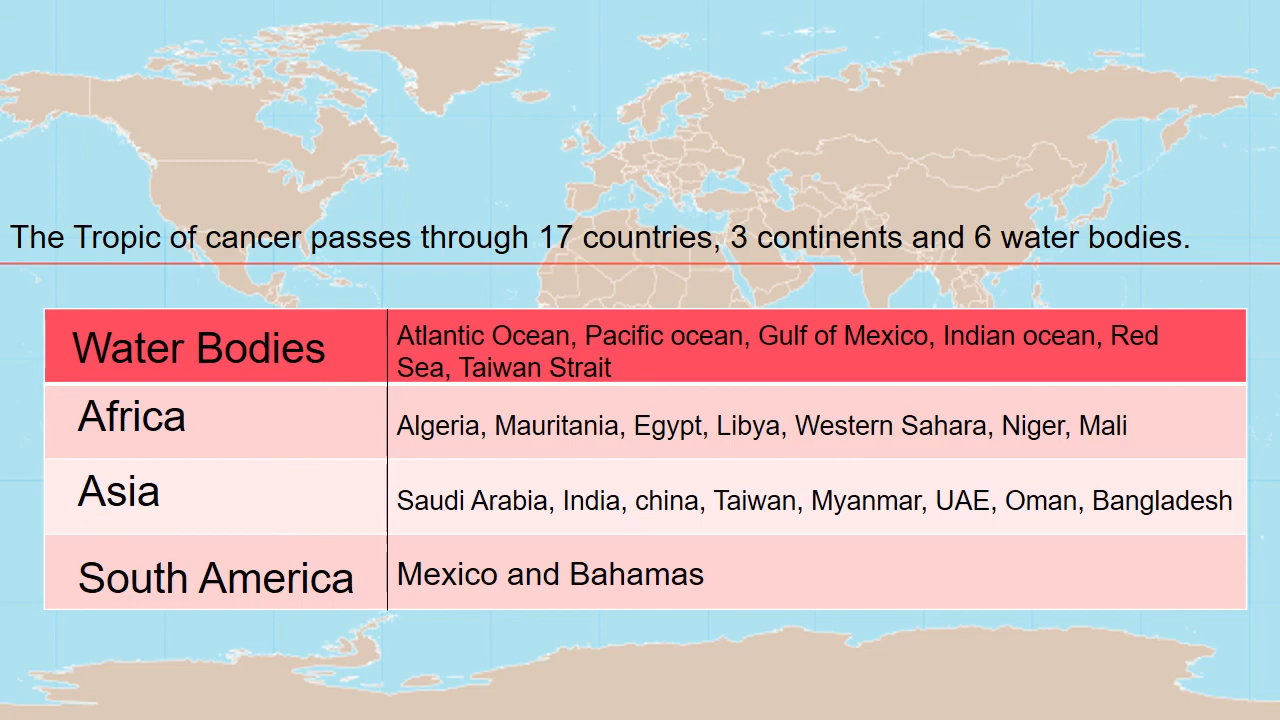 The Tropic of cancer passes through 17 countries, 3 continents and 6 water bodies.
Water Bodies
Atlantic Ocean, Pacific ocean, Gulf of Mexico, Indian ocean, Red
Sea, Taiwan Strait
Africa
Algeria, Mauritania, Egypt, Libya, Western Sahara, Niger, Mali
Asia
Saudi Arabia, India, china, Taiwan, Myanmar, UAE, Oman, Bangladesh
South America
Mexico and Bahamas